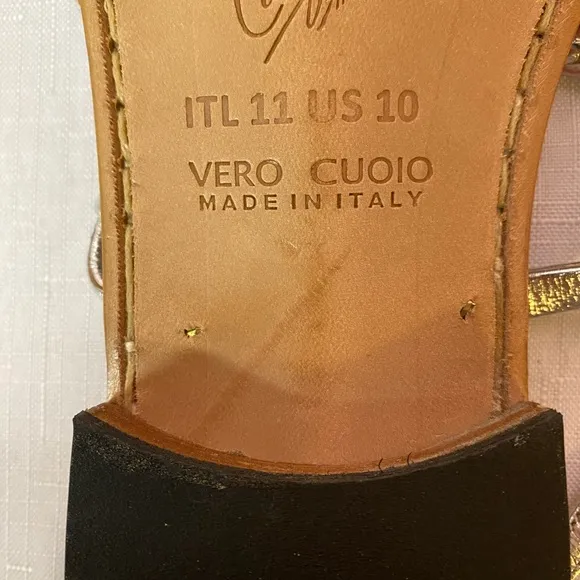 ITL 11 US 10
VERO CUOIO
MADE IN ITALY